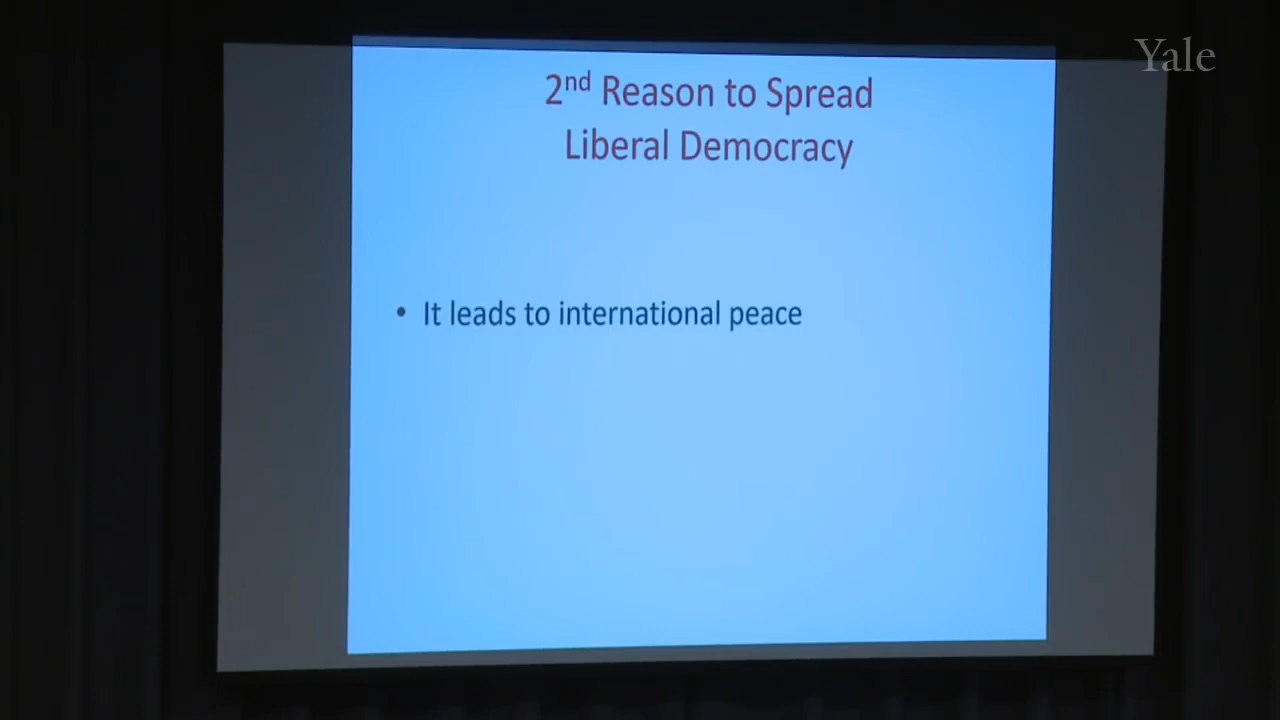 Yale
2nd Reason to Spread
Liberal Democracy
• It leads to international peace